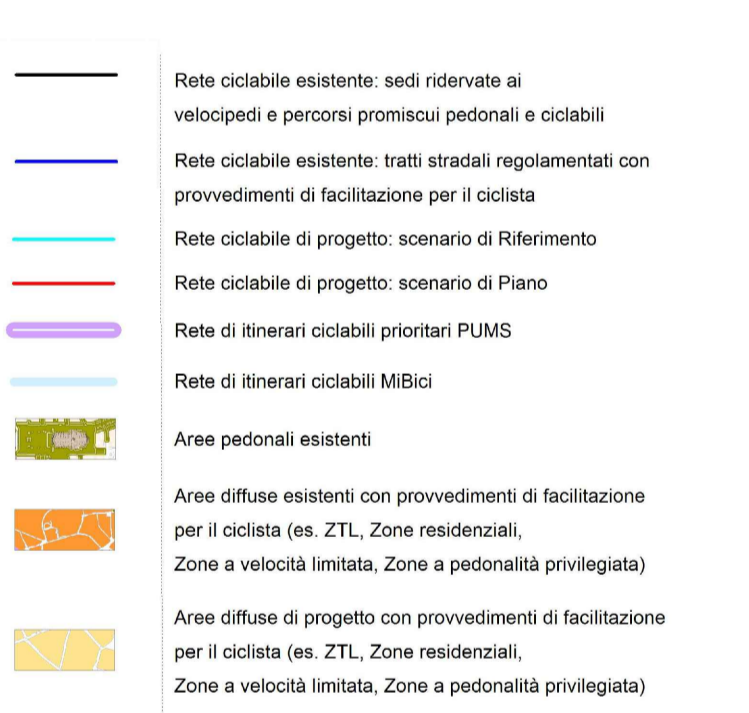 Rete ciclabile esistente: sedi ridervate ai
velocipedi e percorsi promiscui pedonali e ciclabili
Rete ciclabile esistente: tratti stradali regolamentati con
provvedimenti di facilitazione per il ciclista
Rete ciclabile di progetto: scenario di Riferimento
Rete ciclabile di progetto: scenario di Piano
Rete di itinerari ciclabili prioritari PUMS
Rete di itinerari ciclabili MiBici
Aree pedonali esistenti
Aree diffuse esistenti con provvedimenti di facilitazione
per il ciclista (es. ZTL, Zone residenziali,
Zone a velocità limitata, Zone a pedonalità privilegiata)
Aree diffuse di progetto con provvedimenti di facilitazione
per il ciclista (es. ZTL, Zone residenziali,
Zone a velocità limitata, Zone a pedonalità privilegiata)